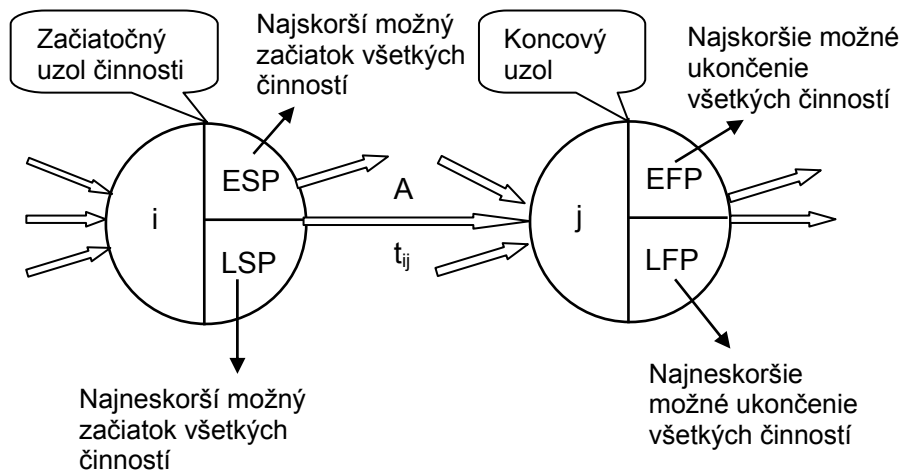 Začiatočný
uzol činnosti
Najskorší možný
začiatok všetkých
činností
Koncový
uzol
Najskoršie možné
ukončenie
všetkých činností
i
ESP
LSP
A
tij
j
EFP
LFP
Najneskorší možný
začiatok všetkých
činností
Najneskoršie
možné ukončenie
všetkých činností